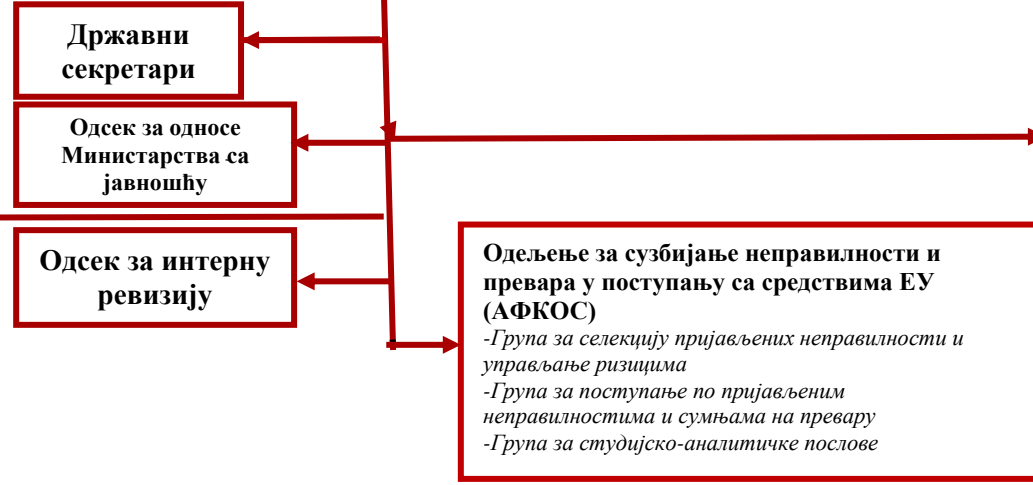 Државни
секретари
Одсек за односе
Министарства са
јавношћу
Одсек за интерну
ревизију
Одељење за сузбијање неправилности и
превара у поступању са средствима ЕУ
(АФКОС)
-Група за селекцију пријављених неправилности и
управљање ризицима
-Група за поступање по пријављеним
неправилностима и сумњама на превару
-Група за студијско-аналитичке послове